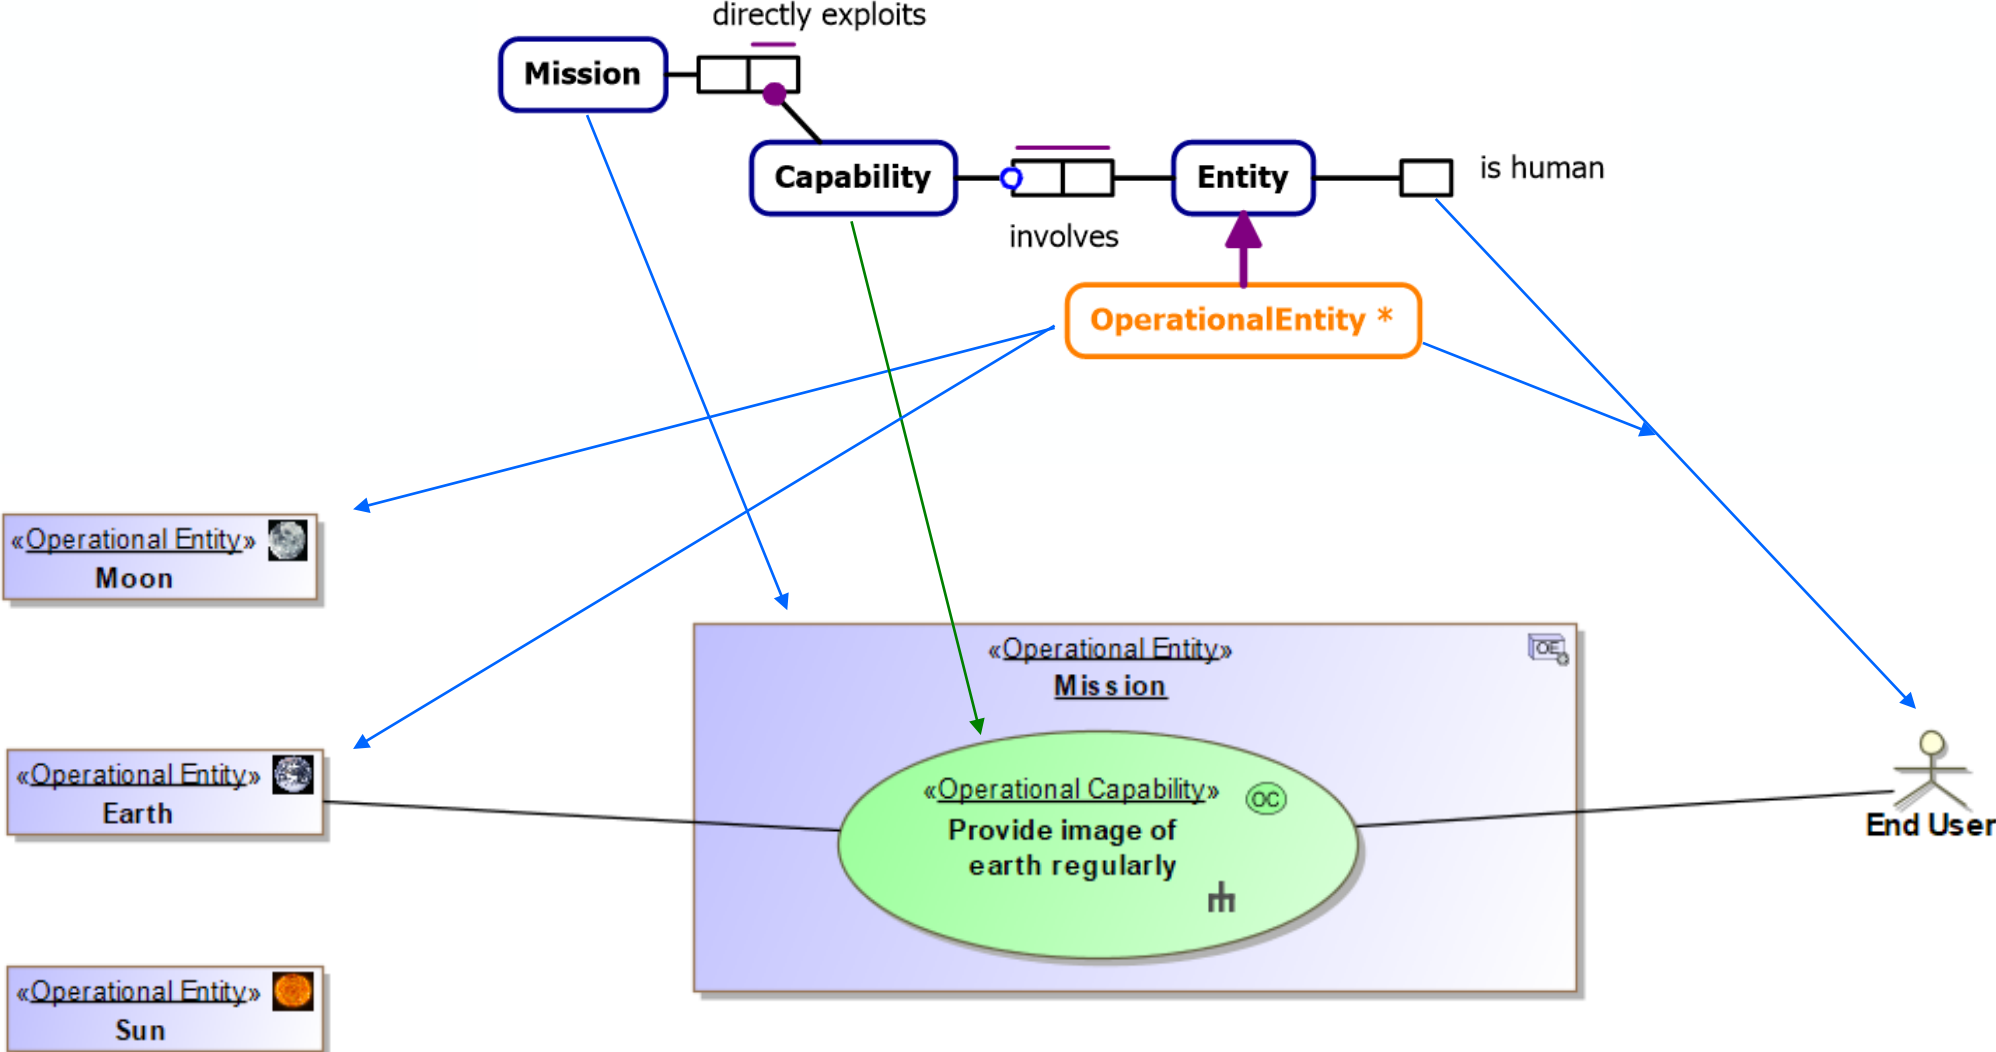 directly exploits
Mission
Capability
Entity
is human
involves
OperationalEntity *
«Operational Entity»
Moon
«Operational Entity»
OE
Mission
«Operational Entity»
Earth
«Operational Capability»
OC
Provide image of
earth regularly
End User
«Operational Entity»
Sun